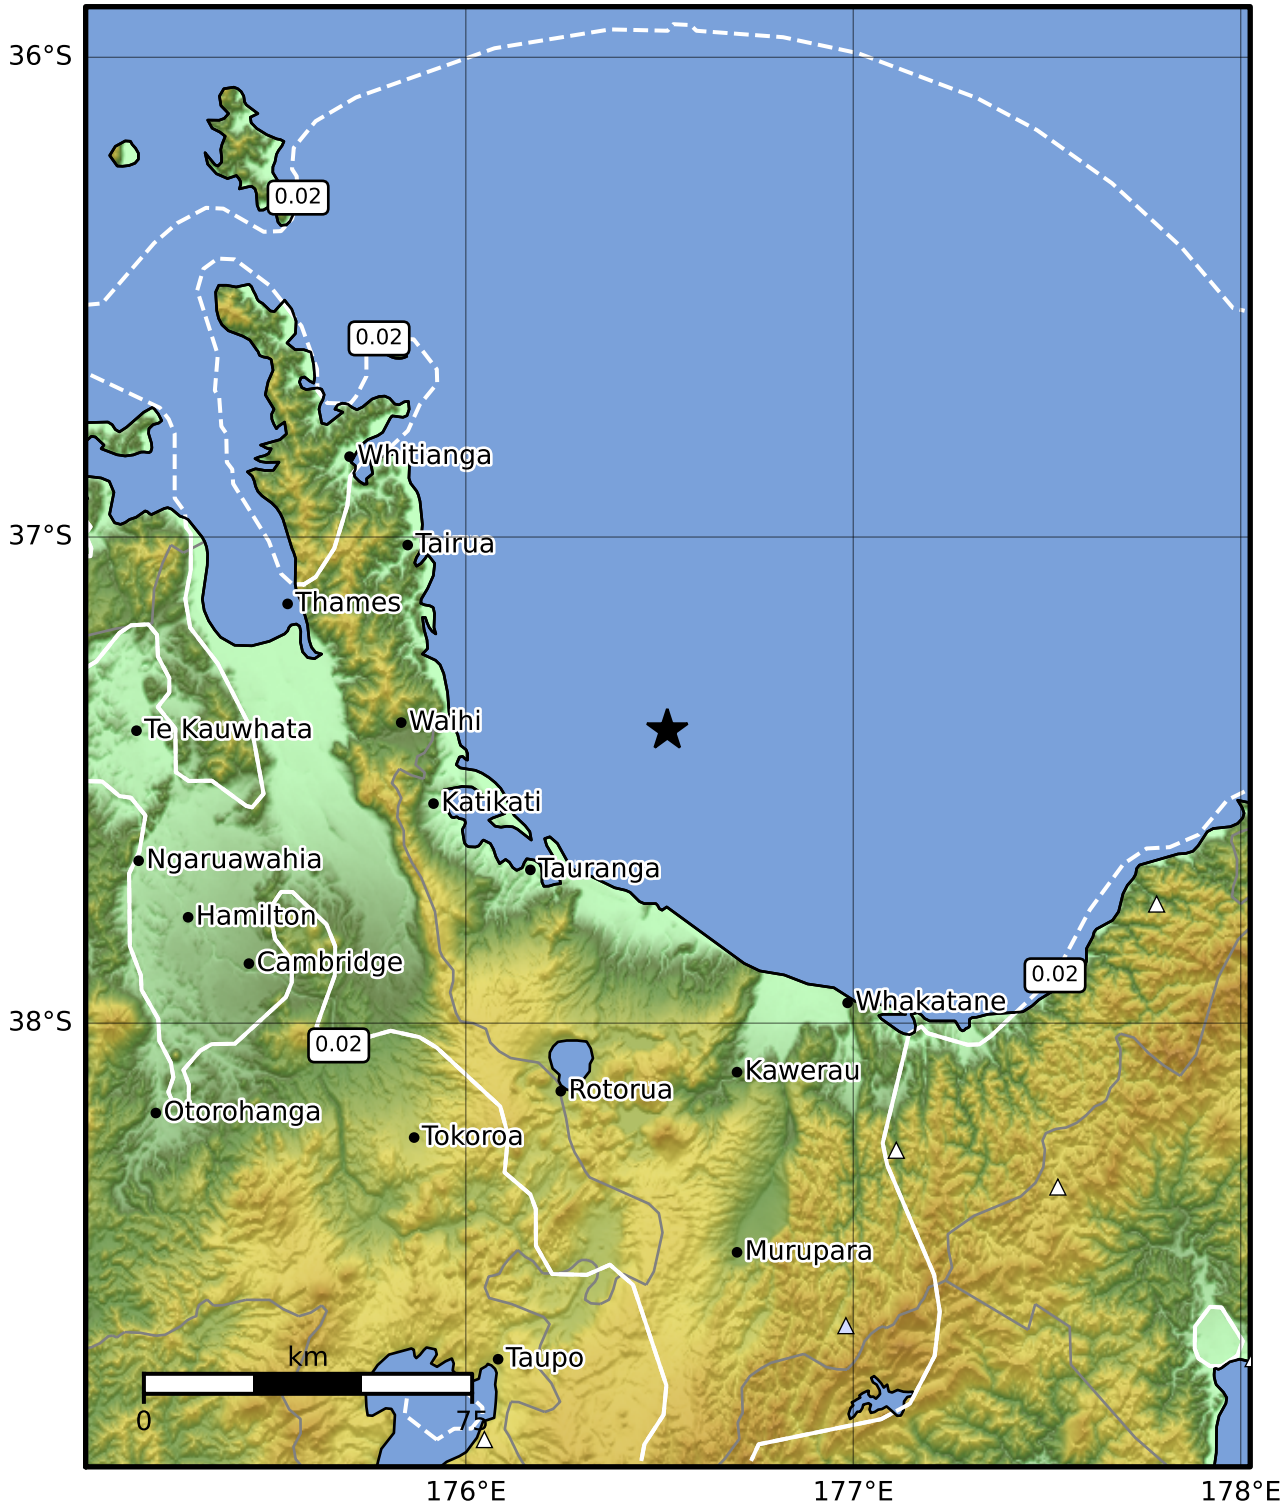 36°S
0.02
0.02
Whitianga
37°S
Tairua
Thames
Waihi
Te Kauwhata
Katikati
Ngaruawahia
Tauranga
Hamilton
Cambridge
0.02
Whakatane
38°S
0.02
Kawerau
Rotorua
Otorohanga
Tokoroa
Murupara
km
Taupo
0 75
176°E 177°E 178°E